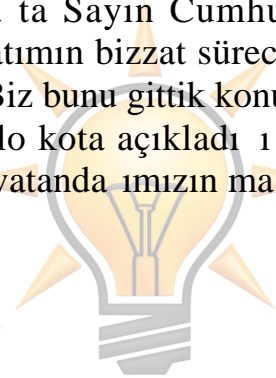 ta Sayın Cumhu
atımın bizzat sürec
Biz bunu gittik konu
lo kota açıkladı ı
vatanda ımızın ma